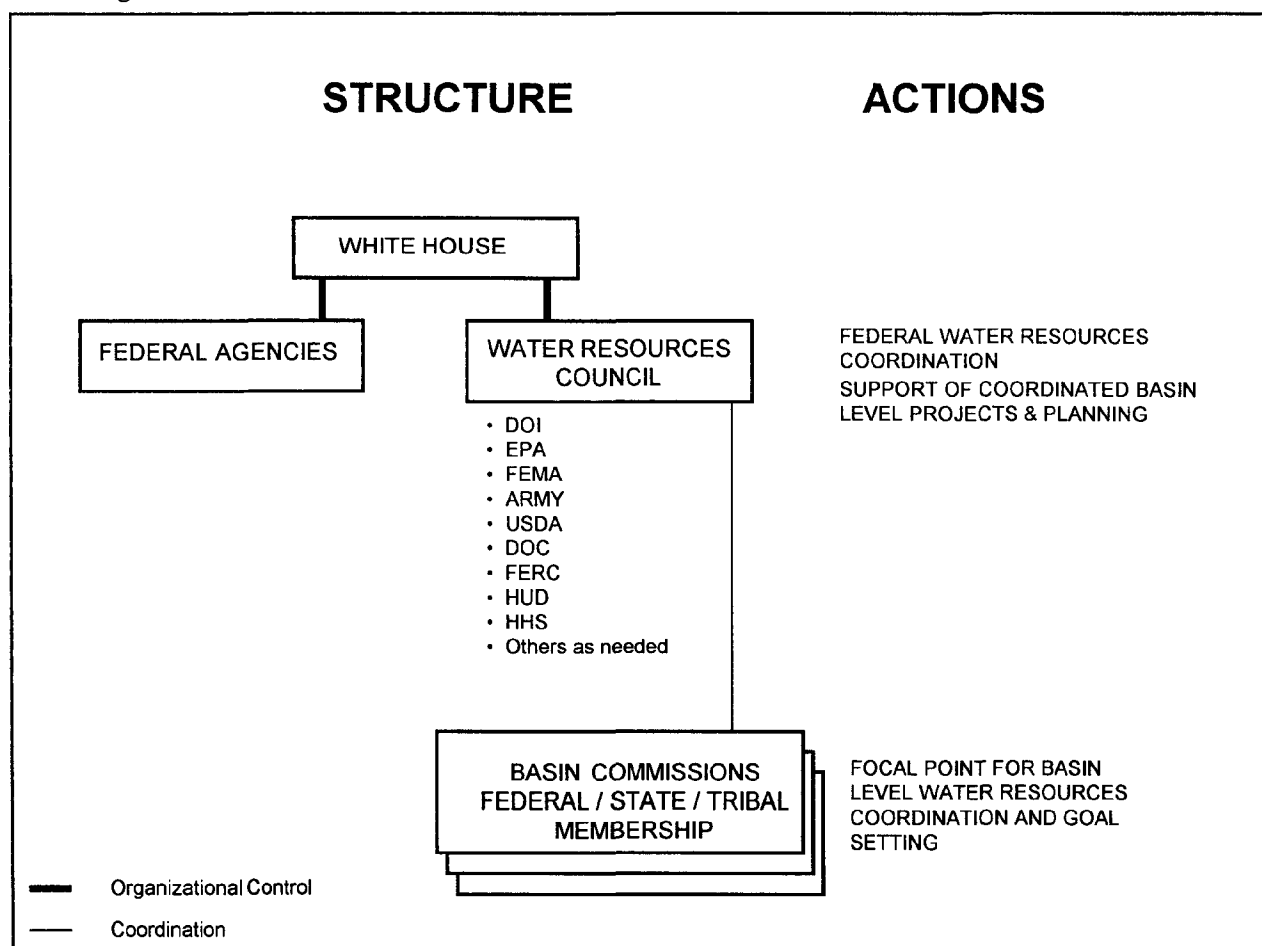 STRUCTURE
ACTIONS
WHITE HOUSE
FEDERAL AGENCIES
WATER RESOURCES
COUNCIL
FEDERAL WATER RESOURCES
COORDINATION
SUPPORT OF COORDINATED BASIN
LEVEL PROJECTS & PLANNING
• DOI
• EPA
• FEMA
• ARMY
• USDA
• DOC
• FERC
• HUD
• HHS
• Others as needed
BASIN COMMISSIONS
FEDERAL / STATE / TRIBAL
MEMBERSHIP
FOCAL POINT FOR BASIN
LEVEL WATER RESOURCES
COORDINATION AND GOAL
SETTING
Organizational Control
Coordination